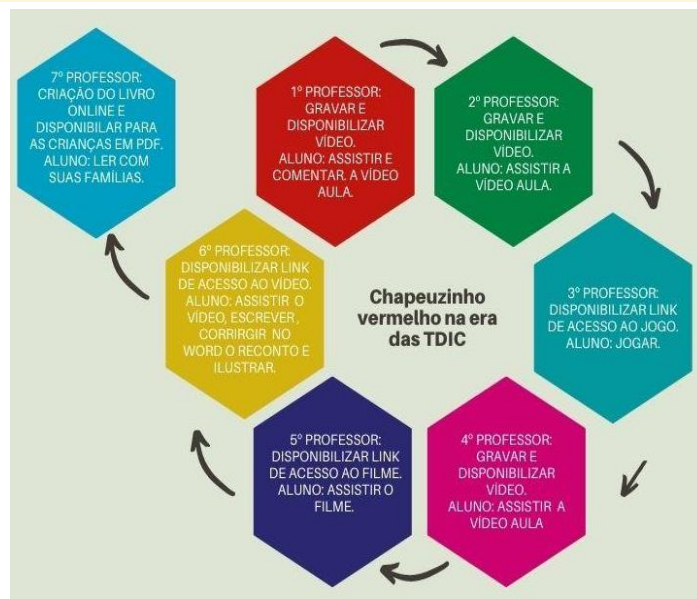 1º PROFESSOR:
GRAVAR E
DISPONIBILIZAR
VÍDEO.
ALUNO: ASSISTIR E
COMENTAR. A VÍDEO
AULA.
2º PROFESSOR:
GRAVAR E
DISPONIBILIZAR
VÍDEO.
ALUNO: ASSISTIR A
VÍDEO AULA.
3º PROFESSOR:
DISPONIBILIZAR LINK
DE ACESSO AO JOGO.
ALUNO: JOGAR.
4º PROFESSOR:
GRAVAR E
DISPONIBILIZAR
VÍDEO.
ALUNO: ASSISTIR A
VÍDEO AULA
5º PROFESSOR:
DISPONIBILIZAR LINK
DE ACESSO AO FILME.
ALUNO: ASSISTIR O
FILME.
6º PROFESSOR:
DISPONIBILIZAR LINK
DE ACESSO AO VÍDEO.
ALUNO: ASSISTIR O
VÍDEO, ESCREVER,
CORRIRGIR NO
WORD O RECONTO E
ILUSTRAR.
7º PROFESSOR:
CRIAÇÃO DO LIVRO
ONLINE E
DISPONIBILAR PARA
AS CRIANÇAS EM PDF.
ALUNO: LER COM
SUAS FAMÍLIAS.
Chapeuzinho
vermelho na era
das TDIC